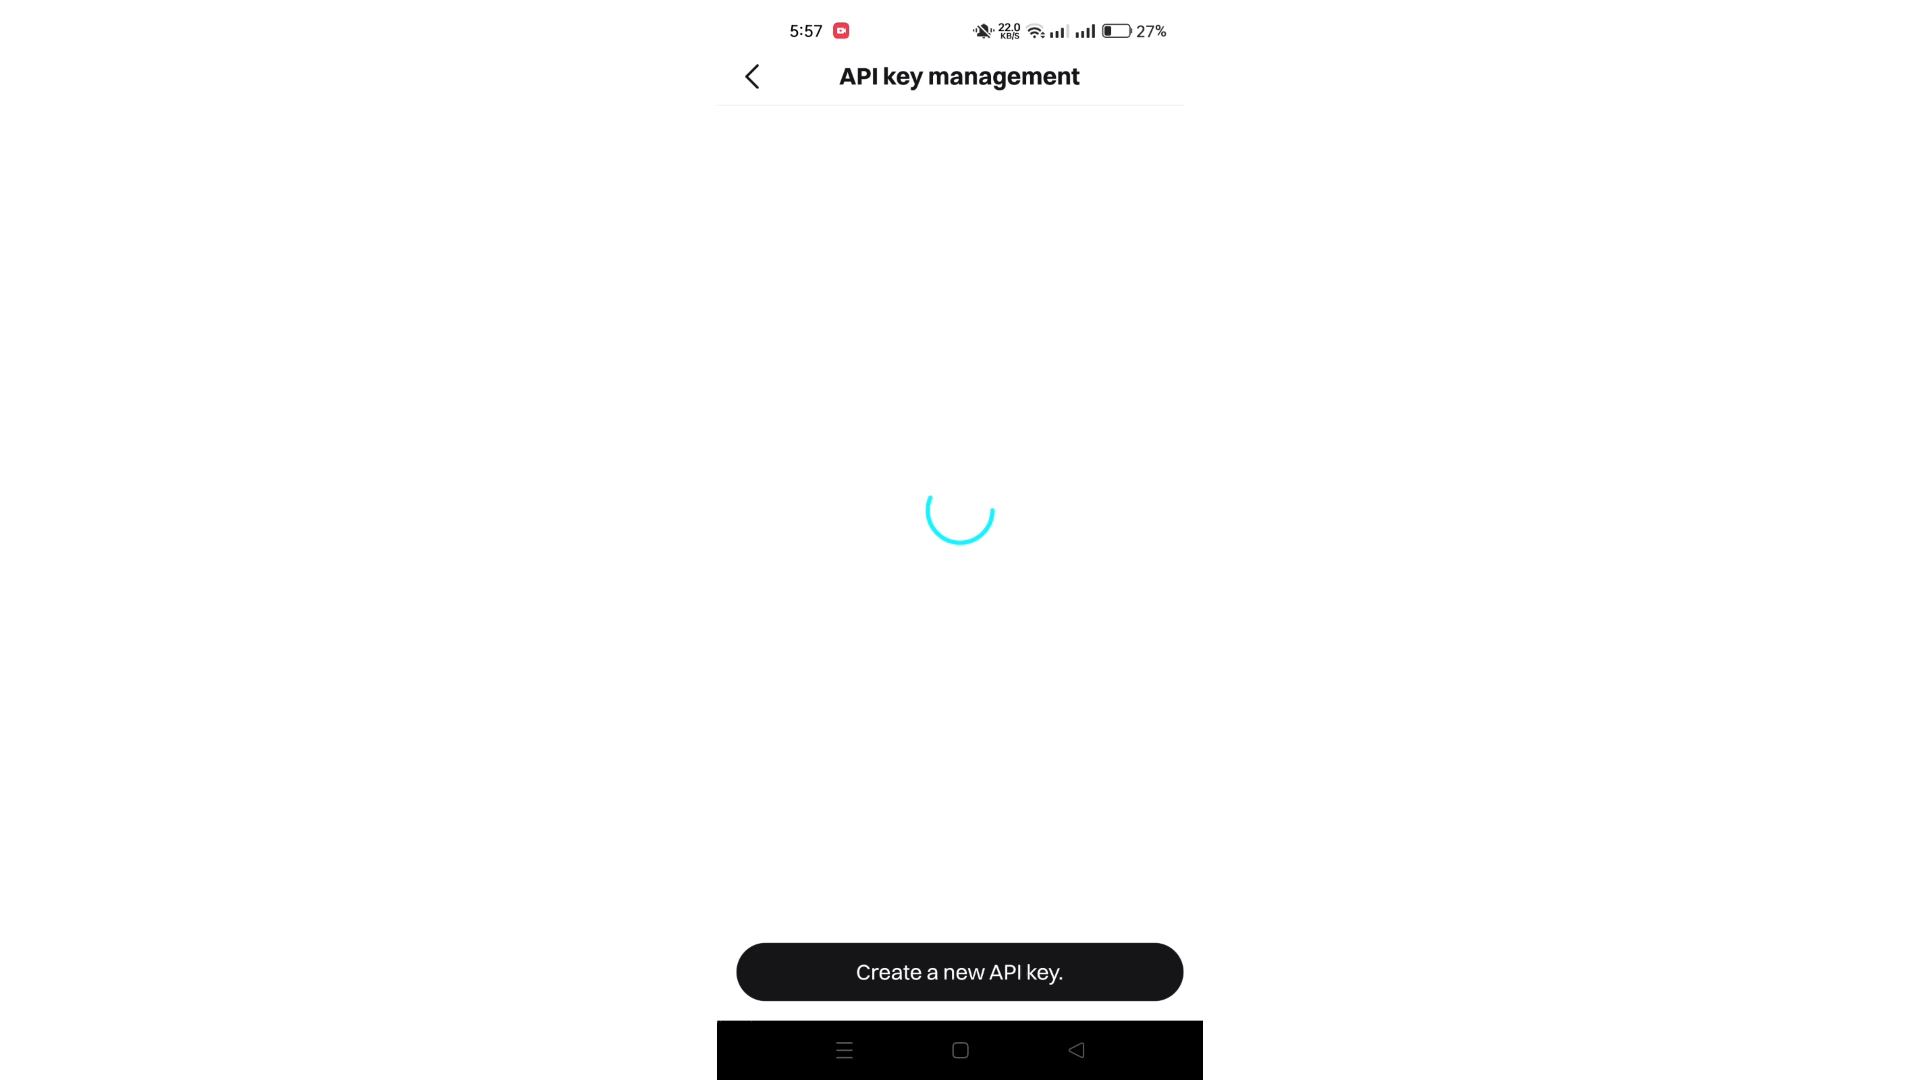 5:57 22.0 KB/S 27%
API key management
Create a new API key.